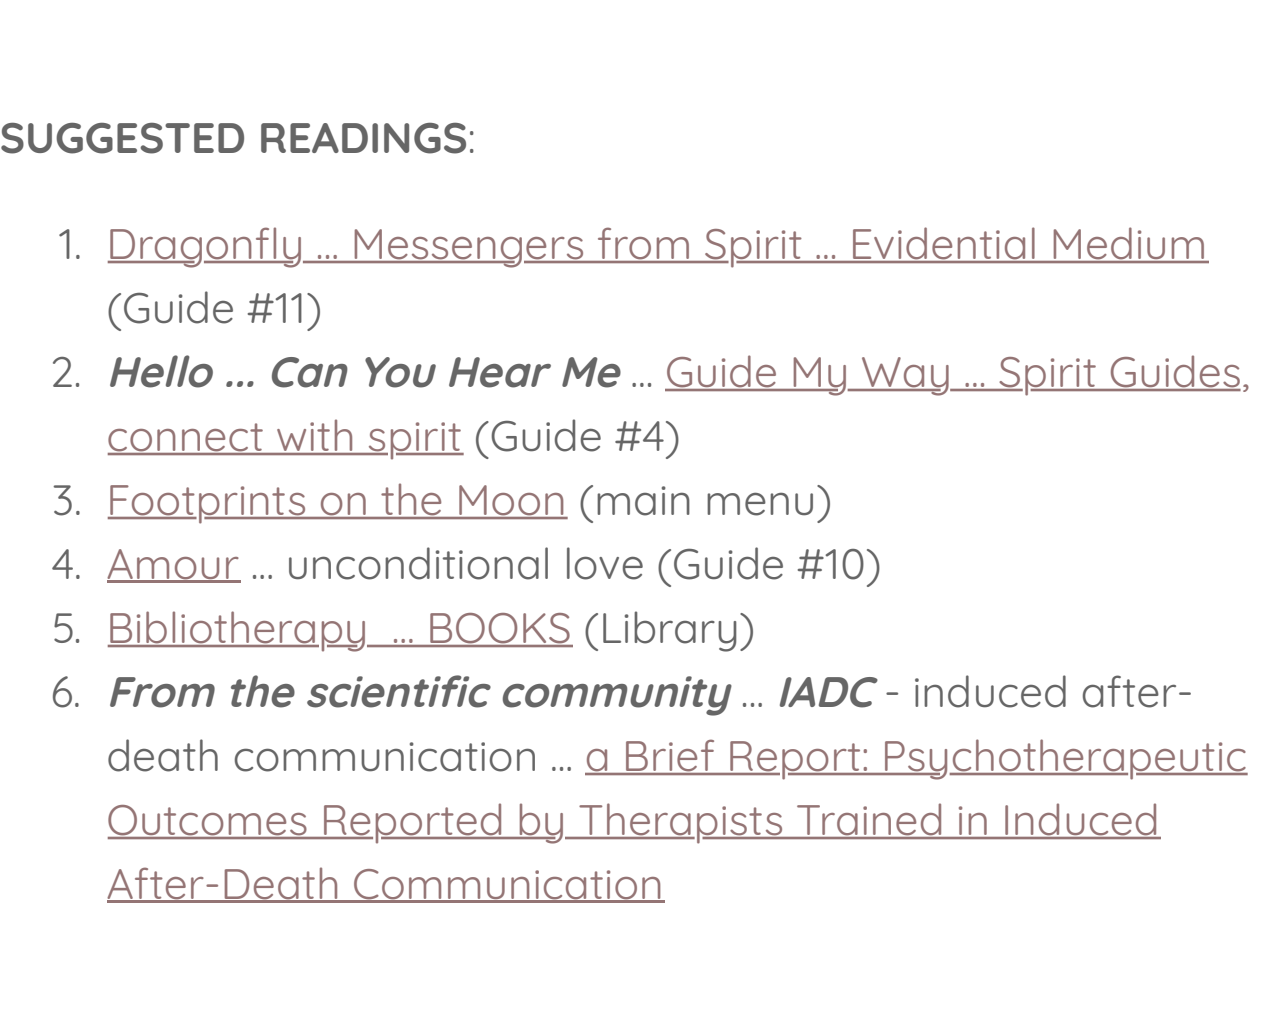 SUGGESTED READINGS:
1. Dragonfly ... Messengers from Spirit ... Evidential Medium
(Guide #11)
2. Hello ... Can You Hear Me ... Guide My Way ... Spirit Guides,
connect with spirit (Guide #4)
3. Footprints on the Moon (main menu)
4. Amour ... unconditional love (Guide #10)
5. Bibliotherapy  ... BOOKS (Library)
6. From the scientific community ... IADC - induced after-
death communication ... a Brief Report: Psychotherapeutic
Outcomes Reported by Therapists Trained in Induced
After-Death Communication